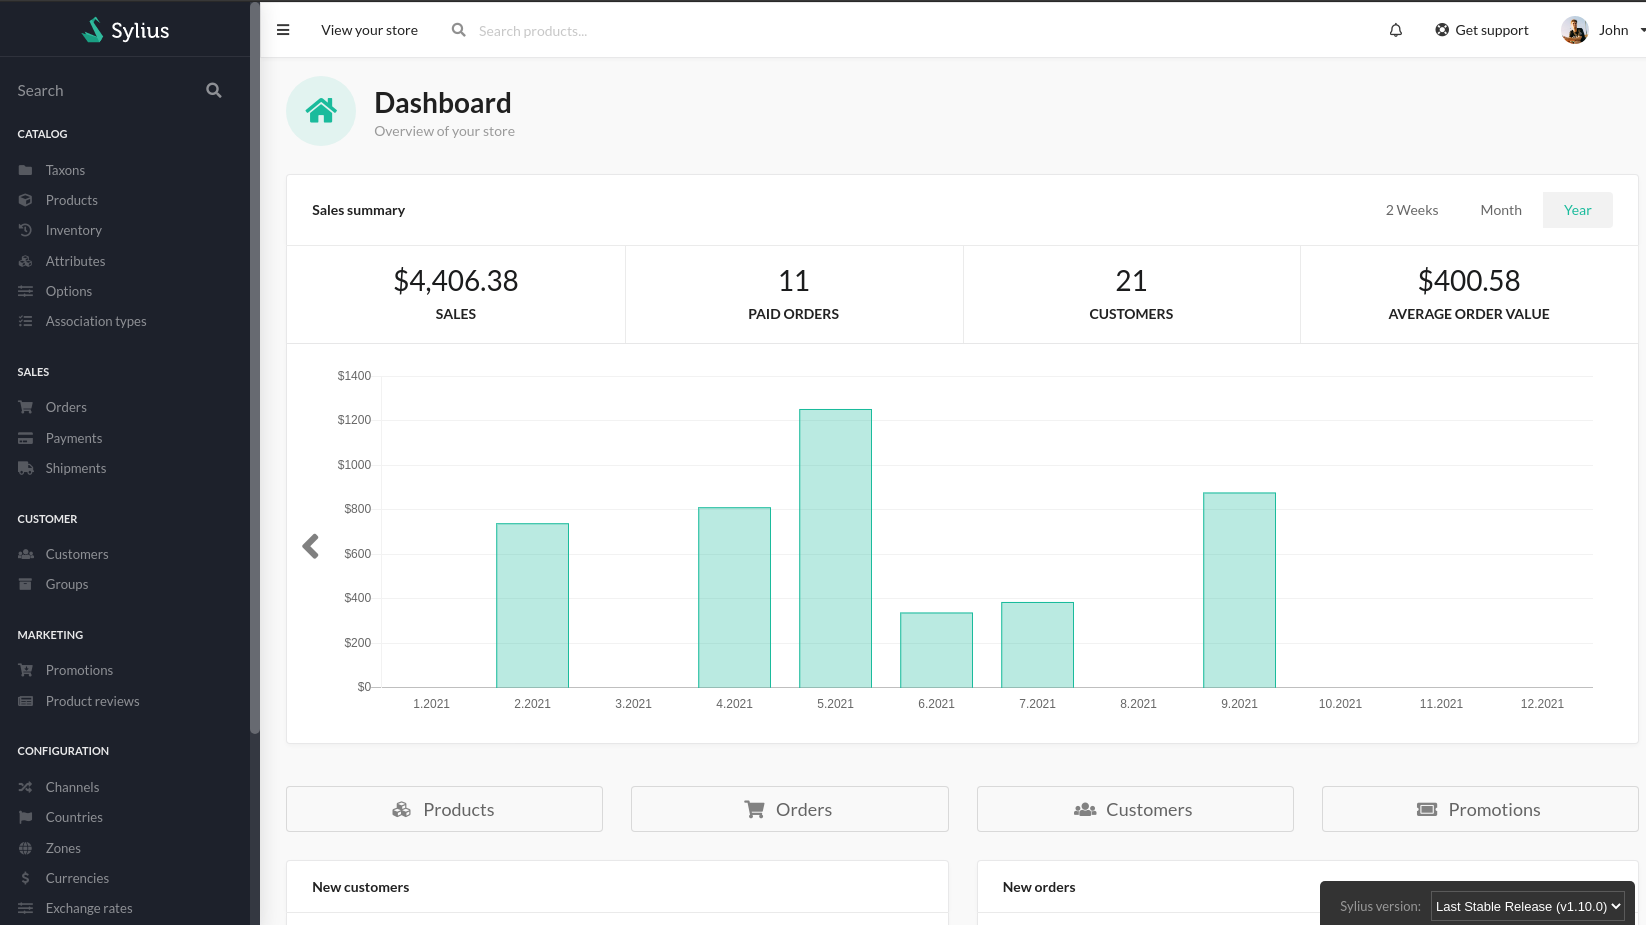 Sylius
View your store
Search products...
Get support
John
Search
CATALOG
Taxons
Products
Inventory
Attributes
Options
Association types
SALES
Orders
Payments
Shipments
CUSTOMER
Customers
Groups
MARKETING
Promotions
Product reviews
CONFIGURATION
Channels
Countries
Zones
Currencies
Exchange rates
Dashboard
Overview of your store
Sales summary
2 Weeks
Month
Year
$4,406.38
SALES
11
PAID ORDERS
21
CUSTOMERS
$400.58
AVERAGE ORDER VALUE
$1400
$1200
$1000
$800
$600
$400
$200
$0
1.2021
2.2021
3.2021
4.2021
5.2021
6.2021
7.2021
8.2021
9.2021
10.2021
11.2021
12.2021
Products
Orders
Customers
Promotions
New customers
New orders
Sylius version:
Last Stable Release (v1.10.0)